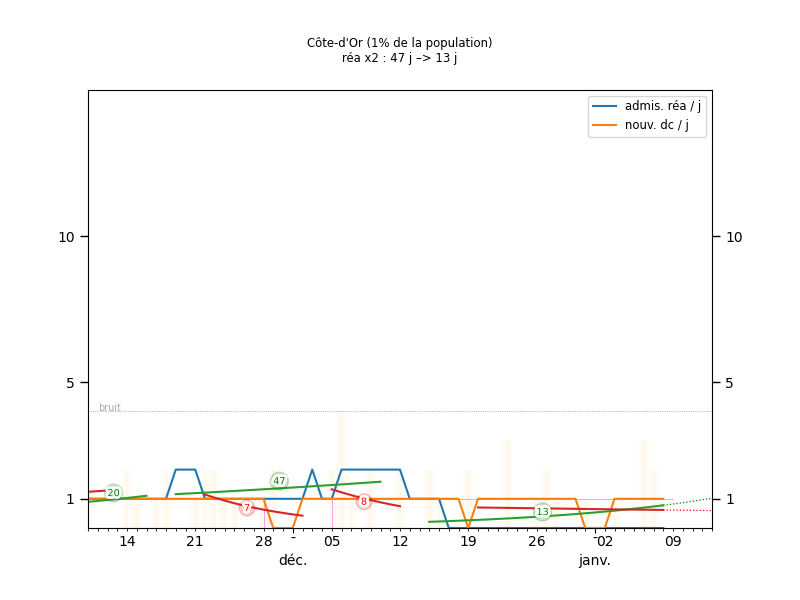 Côte-d'Or (1% de la population)
réa x2 : 47 j –> 13 j
admis. réa / j
nouv. dc / j
10
10
5
5
bruit
47
20
7
8
13
1
1
14
21
28
05
12
19
26
02
09
déc.
janv.